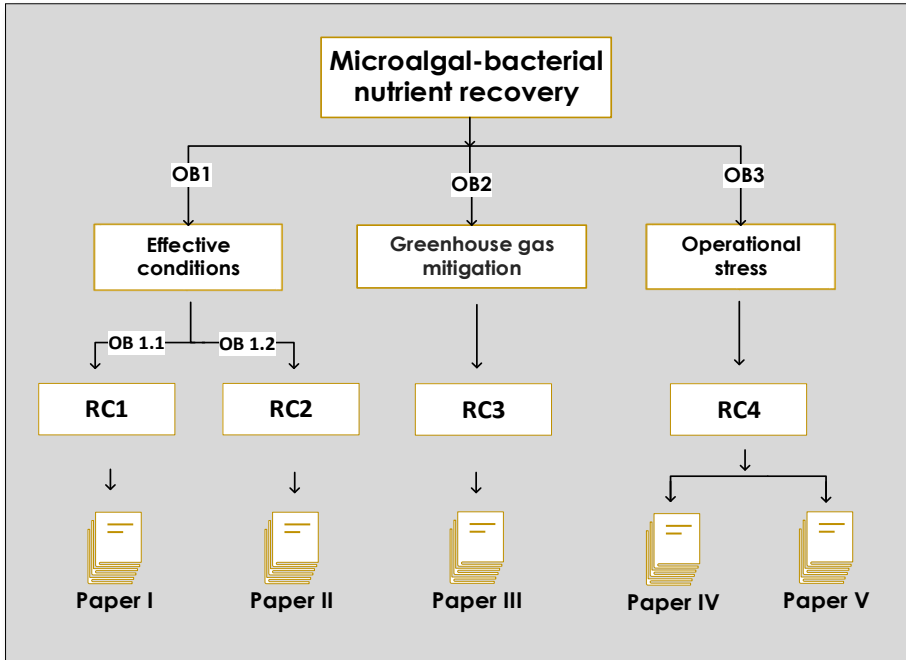 Microalgal-bacterial
nutrient recovery
OB1
OB2
OB3
Effective
conditions
Greenhouse gas
mitigation
Operational
stress
OB 1.1
OB 1.2
RC1
RC2
RC3
RC4
Paper I
Paper II
Paper III
Paper IV
Paper V